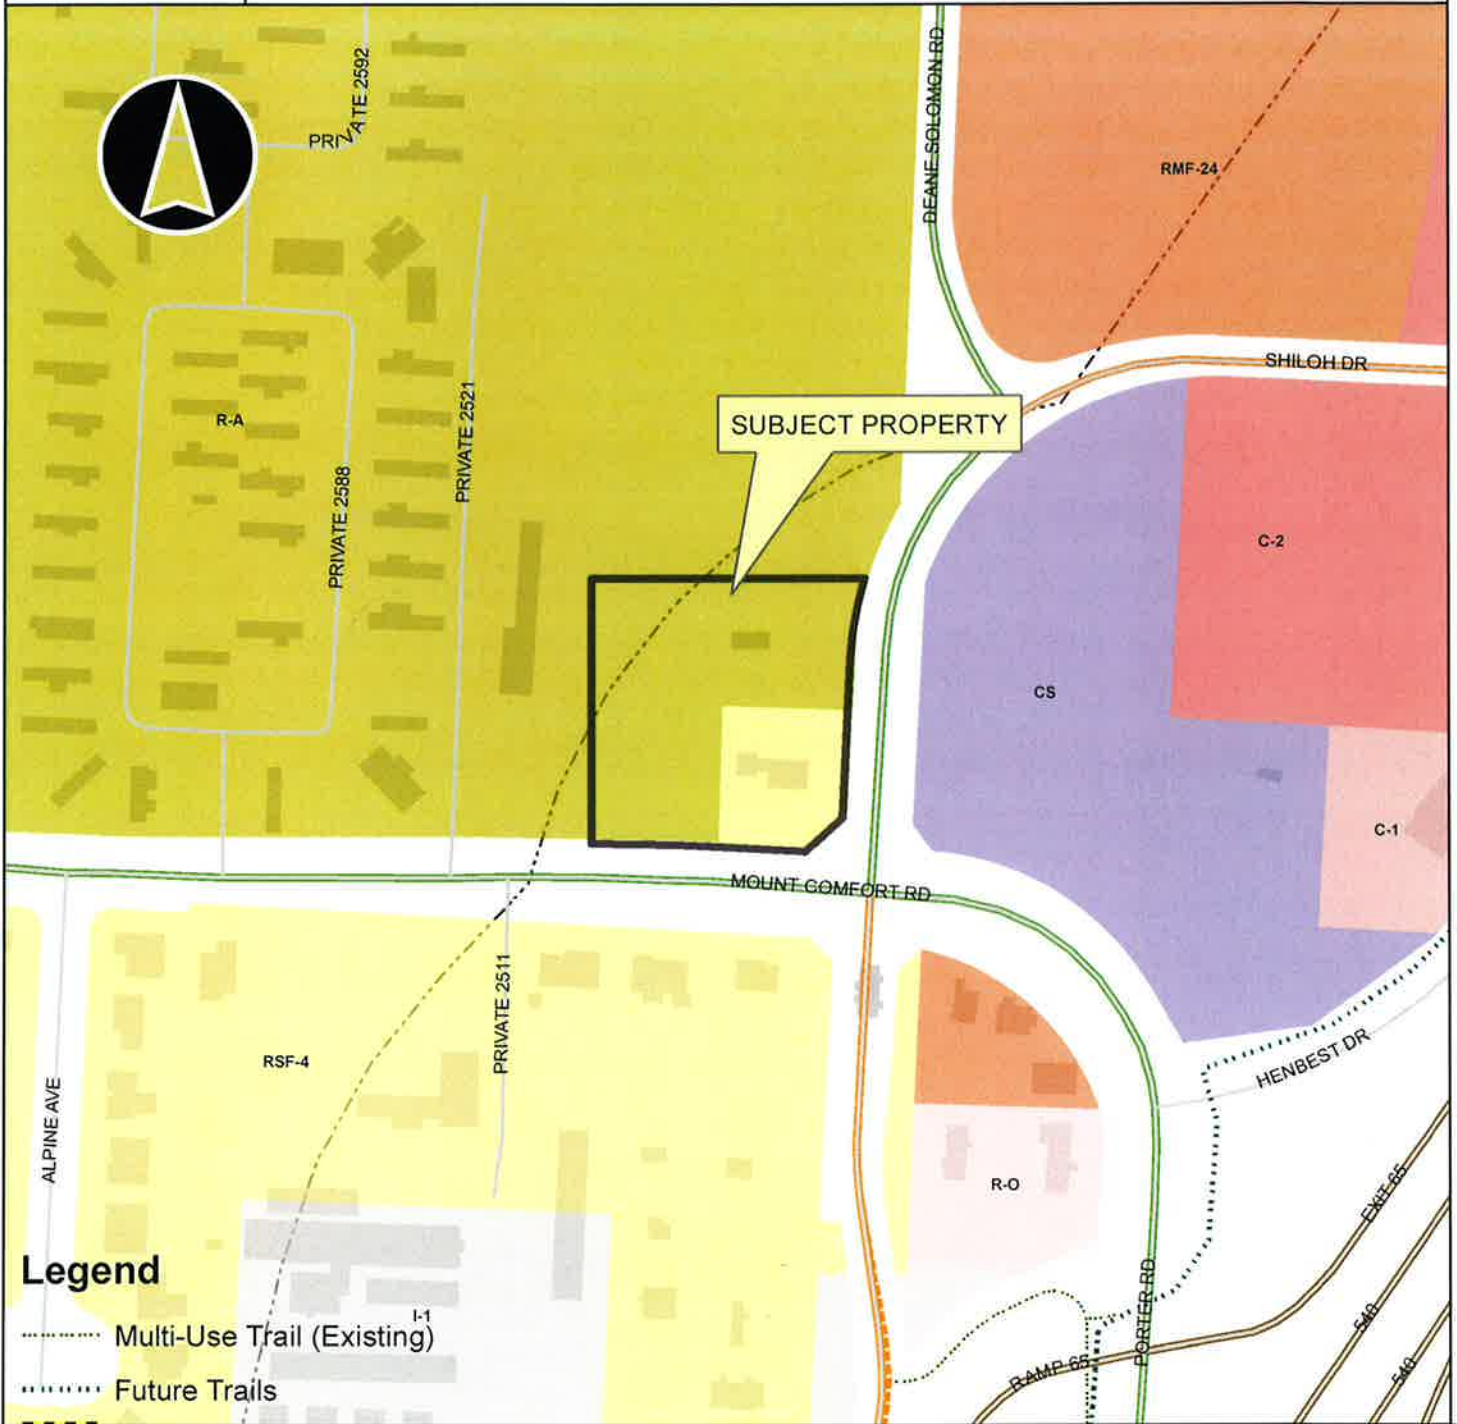 PRIVATE 2592
DEANE SOLOMON RD
RMF-24
SHILOH DR
SUBJECT PROPERTY
R-A
PRIVATE 2521
PRIVATE 2588
C-2
CS
C-1
MOUNT COMFORT RD
PRIVATE 2511
RSF-4
HENBEST DR
ALPINE AVE
R-O
EXIT 65
Legend
I-1
Multi-Use Trail (Existing)
PORTER RD
540
RAMP 65
540
Future Trails